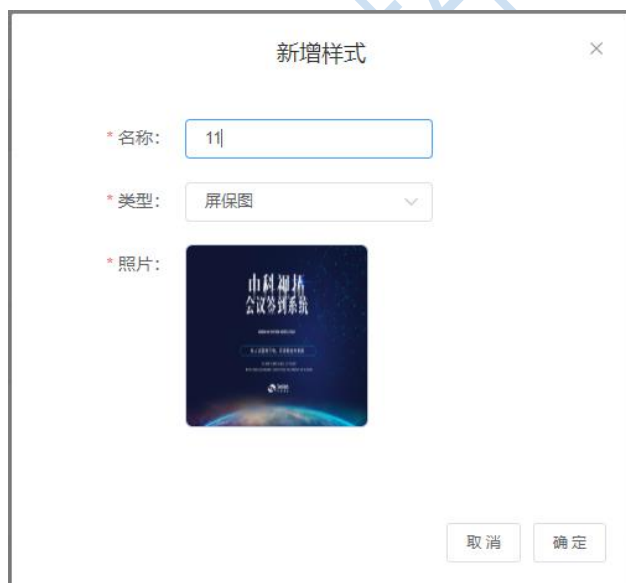 新增样式
* 名称： 11
* 类型： 屏保图
* 照片：
中科视拓
会议签到系统
取消 确定